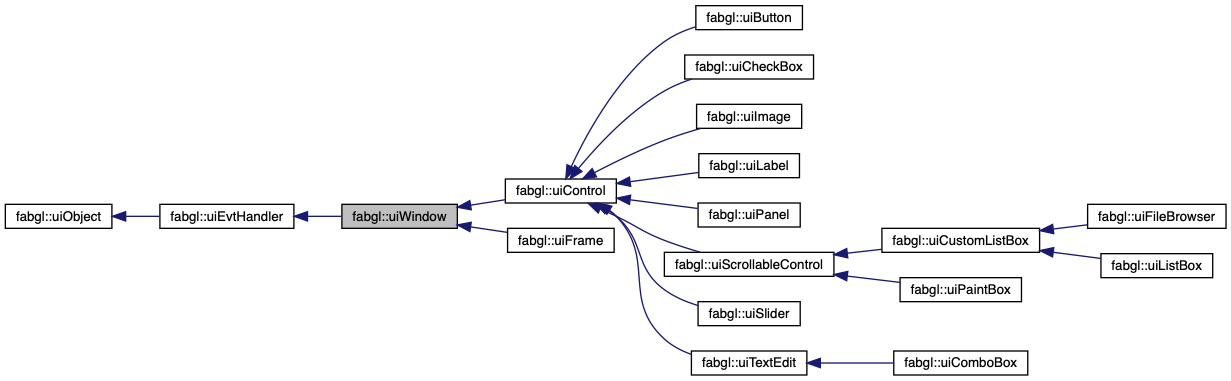 fabgl::uiButton
fabgl::uiCheckBox
fabgl::uiImage
fabgl::uiLabel
fabgl::uiControl
fabgl::uiObject
fabgl::uiEvtHandler
fabgl::uiWindow
fabgl::uiPanel
fabgl::uiFileBrowser
fabgl::uiFrame
fabgl::uiCustomListBox
fabgl::uiScrollableControl
fabgl::uiListBox
fabgl::uiPaintBox
fabgl::uiSlider
fabgl::uiTextEdit
fabgl::uiComboBox